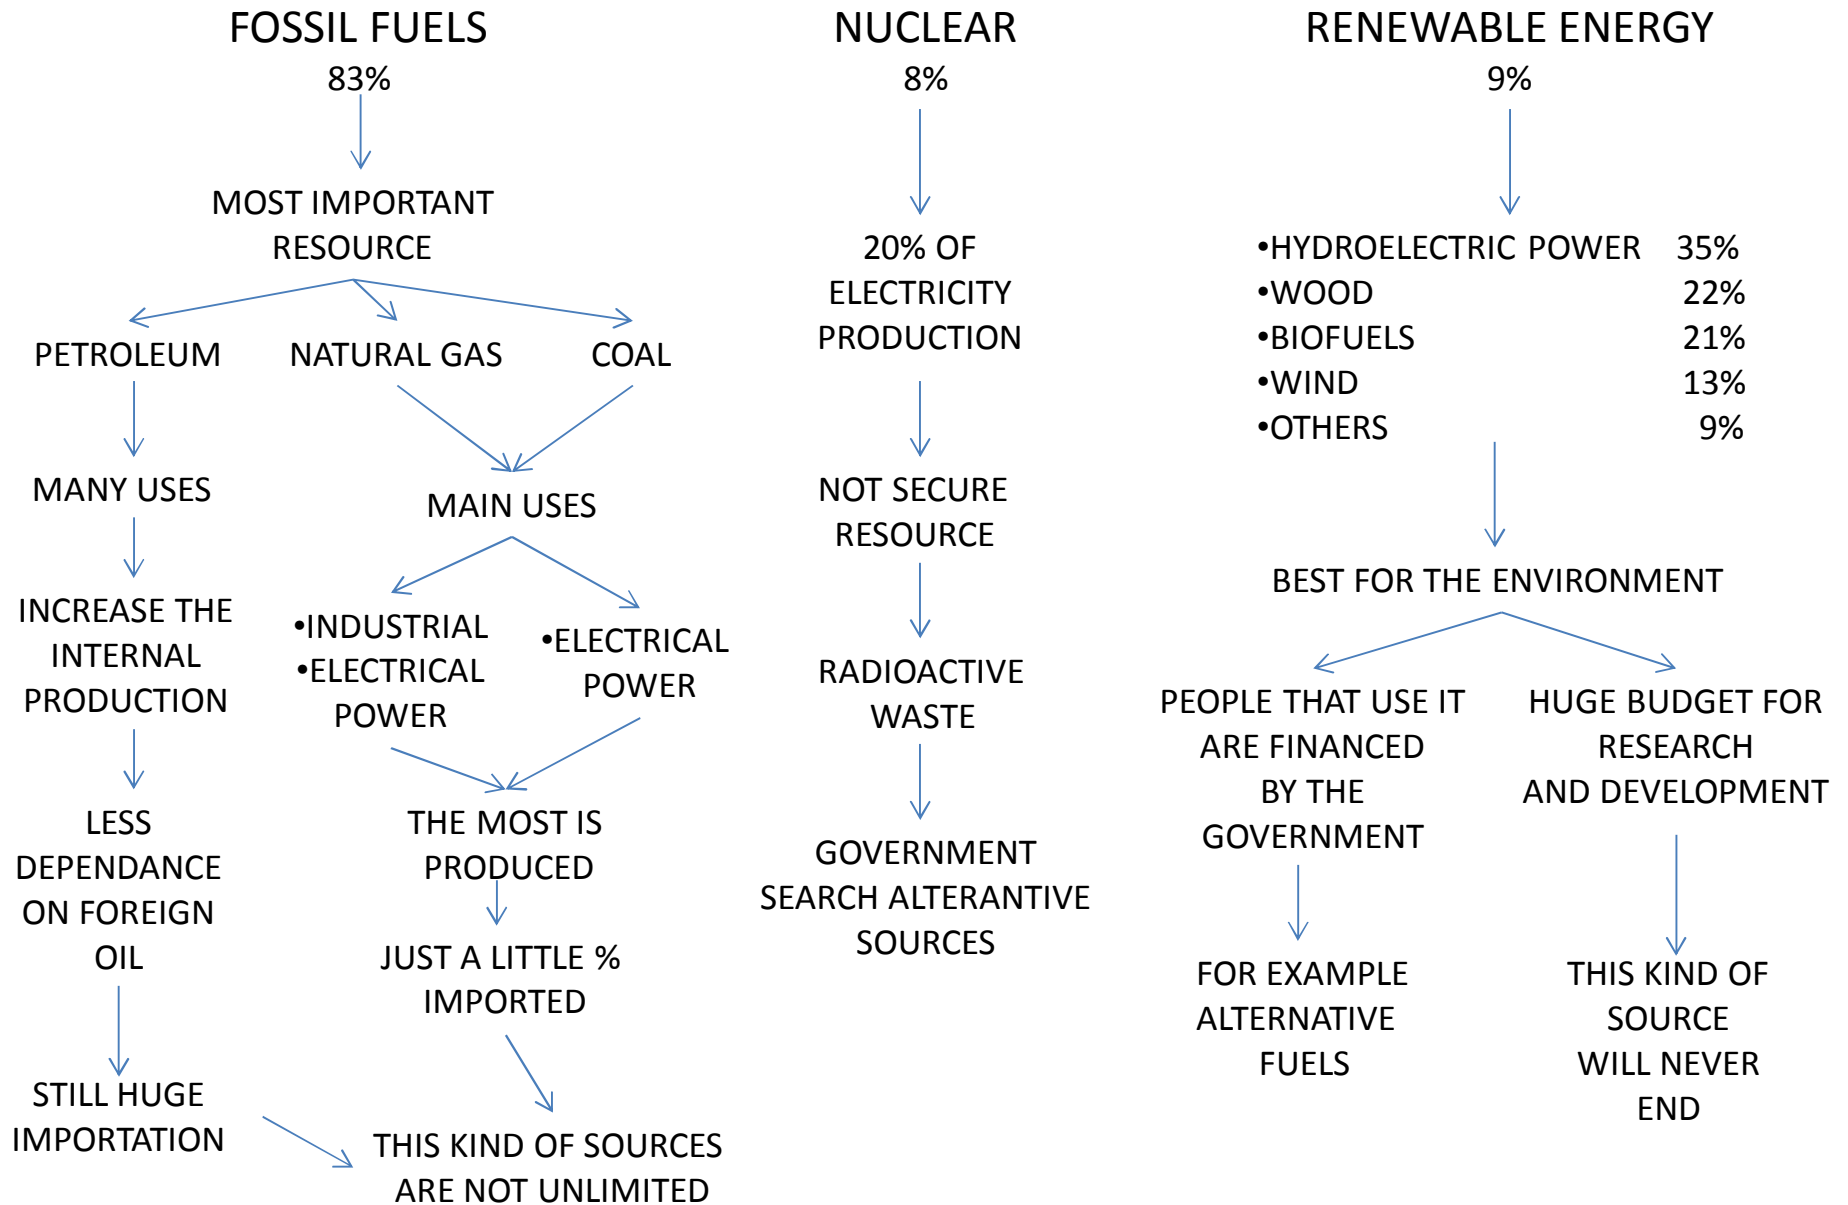 FOSSIL FUELS
83%
MOST IMPORTANT
RESOURCE
PETROLEUM
NATURAL GAS
COAL
MANY USES
MAIN USES
INCREASE THE
INTERNAL
PRODUCTION
•INDUSTRIAL
•ELECTRICAL
POWER
•ELECTRICAL
POWER
LESS
DEPENDANCE
ON FOREIGN
OIL
THE MOST IS
PRODUCED
JUST A LITTLE %
IMPORTED
STILL HUGE
IMPORTATION
THIS KIND OF SOURCES
ARE NOT UNLIMITED
NUCLEAR
8%
20% OF
ELECTRICITY
PRODUCTION
NOT SECURE
RESOURCE
RADIOACTIVE
WASTE
GOVERNMENT
SEARCH ALTERANTIVE
SOURCES
RENEWABLE ENERGY
9%
•HYDROELECTRIC POWER 35%
•WOOD 22%
•BIOFUELS 21%
•WIND 13%
•OTHERS 9%
BEST FOR THE ENVIRONMENT
PEOPLE THAT USE IT
ARE FINANCED
BY THE
GOVERNMENT
HUGE BUDGET FOR
RESEARCH
AND DEVELOPMENT
FOR EXAMPLE
ALTERNATIVE
FUELS
THIS KIND OF
SOURCE
WILL NEVER
END